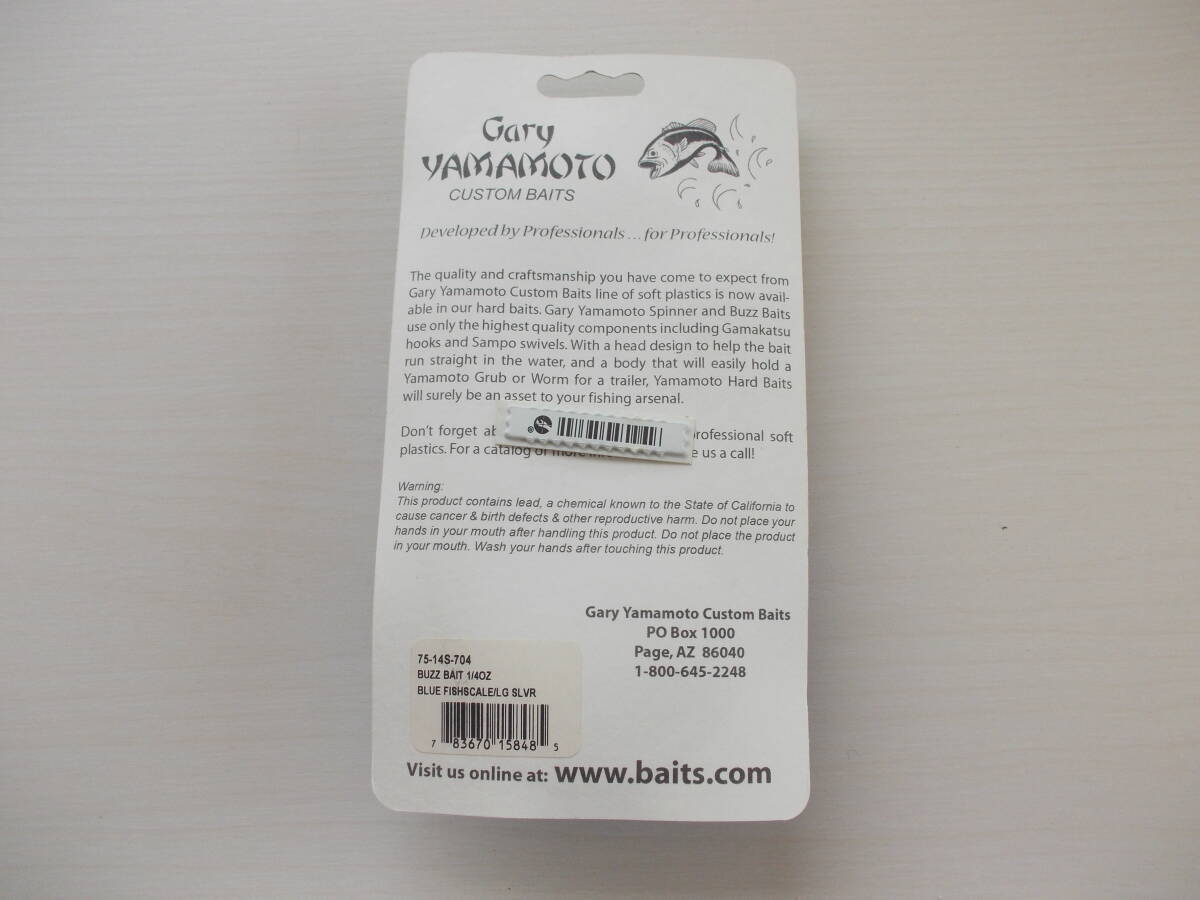 Gary
YAMAMOTO
CUSTOM BAITS
Developed by Professionals ... for Professionals!
The quality and craftsmanship you have come to expect from
Gary Yamamoto Custom Baits line of soft plastics is now avail-
able in our hard baits. Gary Yamamoto Spinner and Buzz Baits
use only the highest quality components including Gamakatsu
hooks and Sampo swivels. With a head design to help the bait
run straight in the water, and a body that will easily hold a
Yamamoto Grub or Worm for a trailer, Yamamoto Hard Baits
will surely be an asset to your fishing arsenal.
Don't forget professional soft
plastics. For a catalog or more us a call!
Warning:
This product contains lead, a chemical known to the State of California to
cause cancer & birth defects & other reproductive harm. Do not place your
hands in your mouth after handling this product. Do not place the product
in your mouth. Wash your hands after touching this product.
Gary Yamamoto Custom Baits
PO Box 1000
Page, AZ 86040
1-800-645-2248
75-14S-704
BUZZ BAIT 1/4OZ
BLUE FISHSCALE/LG SLVR
7 83670 15848 5
Visit us online at: www.baits.com